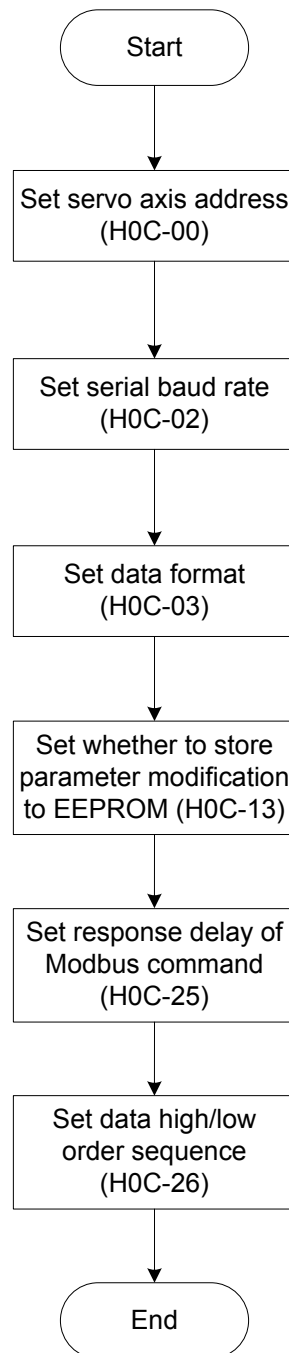 Start
Set servo axis address
(H0C-00)
Set serial baud rate
(H0C-02)
Set data format
(H0C-03)
Set whether to store
parameter modification
to EEPROM (H0C-13)
Set response delay of
Modbus command
(H0C-25)
Set data high/low
order sequence
(H0C-26)
End